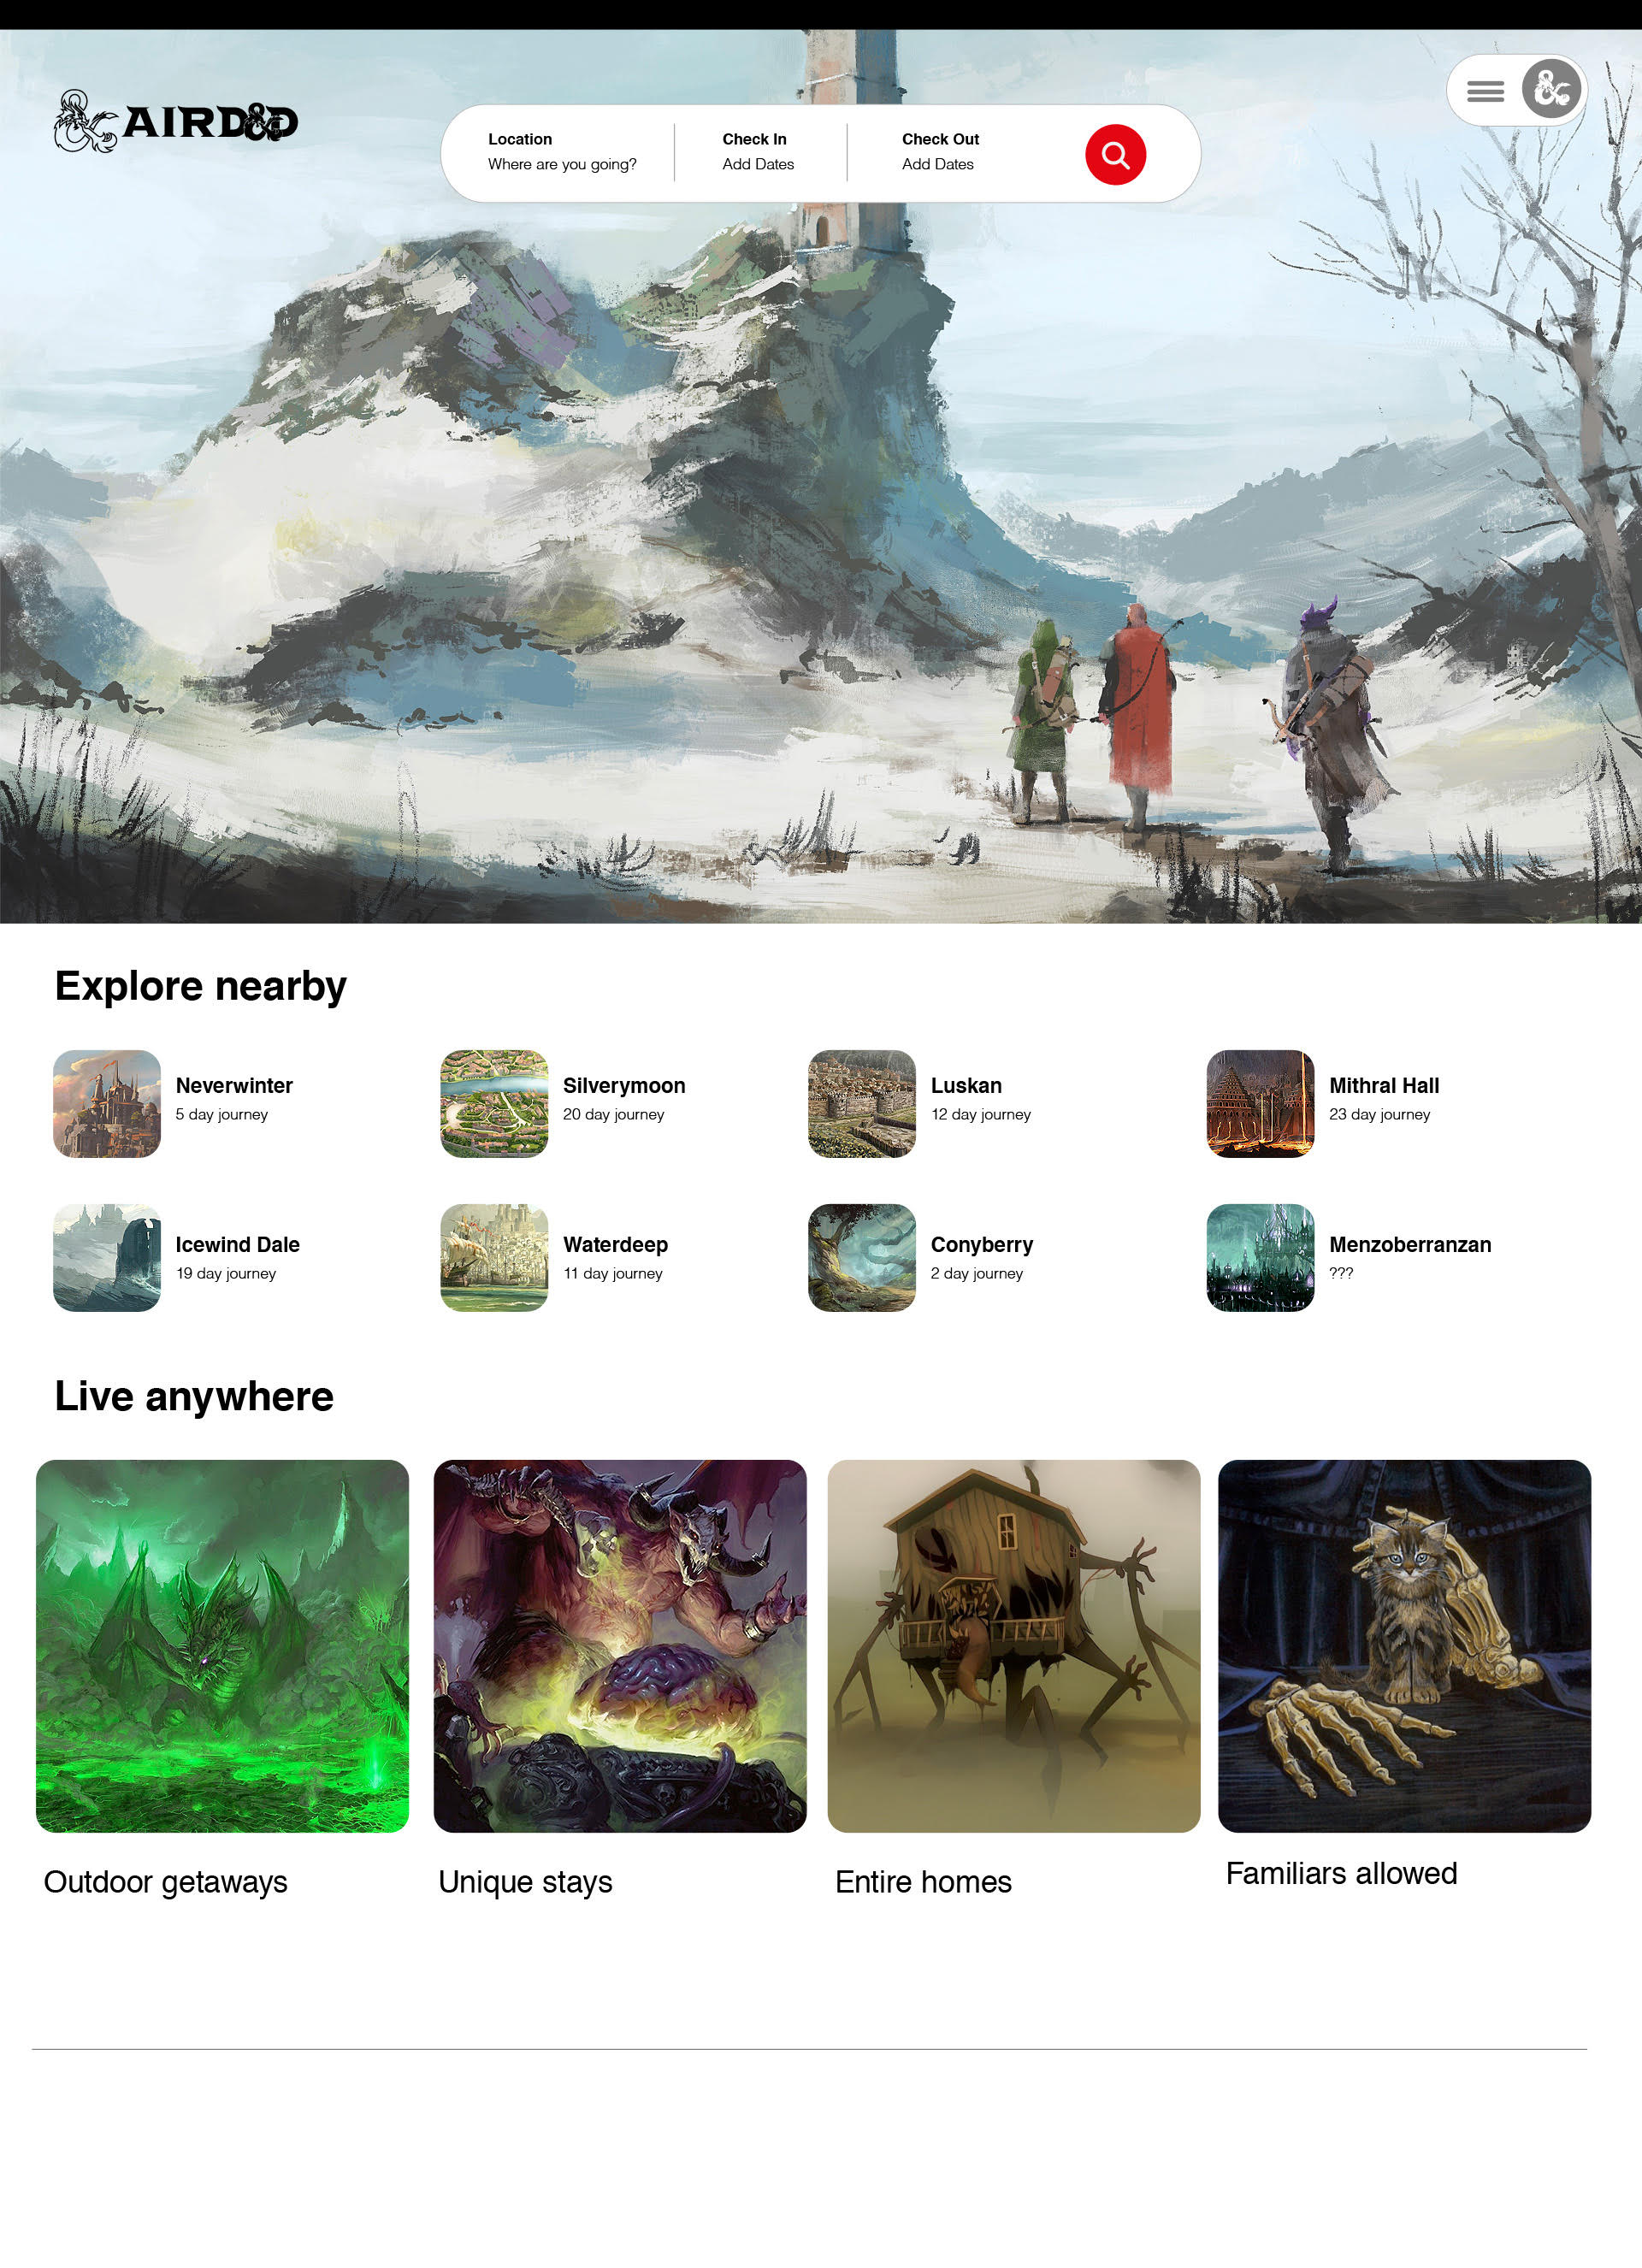 AIRD&D
Location
Where are you going?
Check In
Add Dates
Check Out
Add Dates
Explore nearby
Neverwinter
5 day journey
Silverymoon
20 day journey
Luskan
12 day journey
Mithral Hall
23 day journey
Icewind Dale
19 day journey
Waterdeep
11 day journey
Conyberry
2 day journey
Menzoberranzan
???
Live anywhere
Outdoor getaways
Unique stays
Entire homes
Familiars allowed